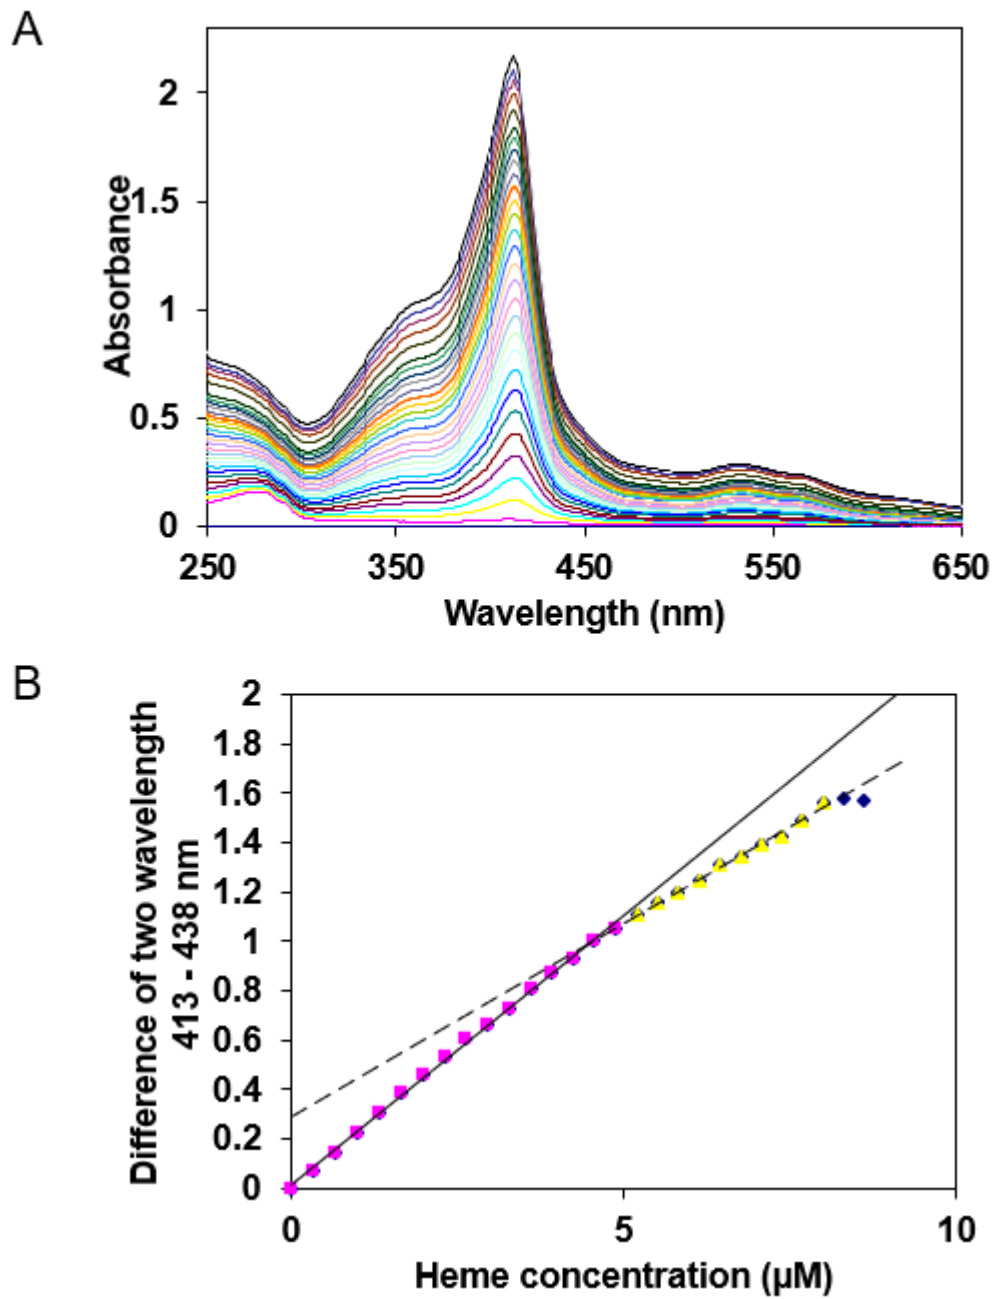 A
Absorbance
2
1.5
1
0.5
0
250 350 450 550 650
Wavelength (nm)
B
Difference of two wavelength
413 - 438 nm
2
1.8
1.6
1.4
1.2
1
0.8
0.6
0.4
0.2
0
0 5 10
Heme concentration (µM)